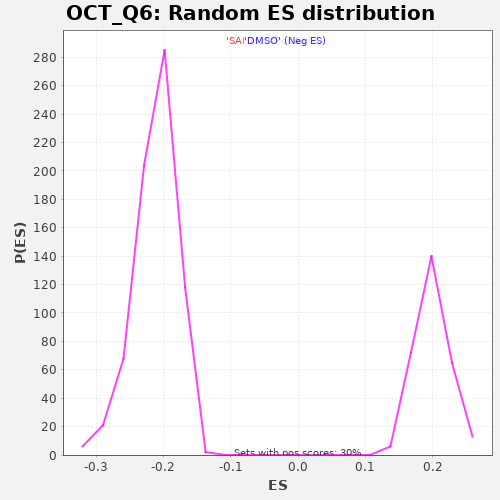 OCT_Q6: Random ES distribution
'DMSO' (Neg ES)
P(ES)
280
260
240
220
200
180
160
140
120
100
80
60
40
20
0
Sets with pos scores: 30%
-0.3 -0.2 -0.1 0.0 0.1 0.2
ES